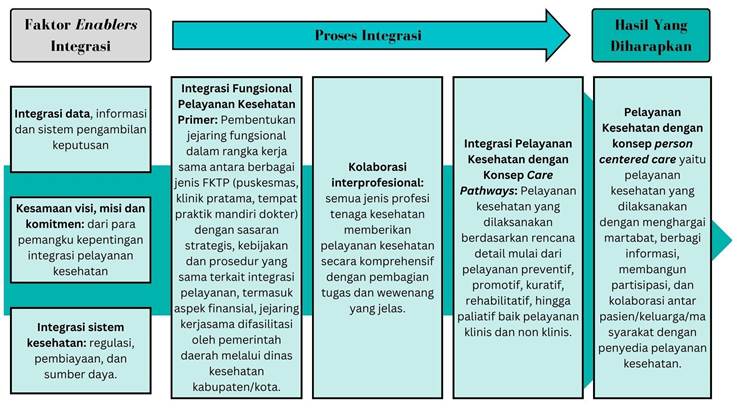 Faktor Enablers
Integrasi
Proses Integrasi
Hasil Yang
Diharapkan
Integrasi data, informasi
dan sistem pengambilan
keputusan
Kesamaan visi, misi dan
komitmen: dari para
pemangku kepentingan
integrasi pelayanan
kesehatan
Integrasi sistem
kesehatan: regulasi,
pembiayaan, dan
sumber daya.
Integrasi Fungsional
Pelayanan Kesehatan
Primer: Pembentukan
jejaring fungsional
dalam rangka kerja
sama antara berbagai
jenis FKTP (puskesmas,
klinik pratama, tempat
praktik mandiri dokter)
dengan sasaran
strategis, kebijakan
dan prosedur yang
sama terkait integrasi
pelayanan, termasuk
aspek finansial, jejaring
kerjasama difasilitasi
oleh pemerintah
daerah melalui dinas
kesehatan
kabupaten/kota.
Kolaborasi
interprofesional:
semua jenis profesi
tenaga kesehatan
memberikan
pelayanan kesehatan
secara komprehensif
dengan pembagian
tugas dan wewenang
yang jelas.
Integrasi Pelayanan
Kesehatan dengan
Konsep Care
Pathways: Pelayanan
kesehatan yang
dilaksanakan
berdasarkan rencana
detail mulai dari
pelayanan preventif,
promotif, kuratif,
rehabilitatif, hingga
paliatif baik pelayanan
klinis dan non klinis.
Pelayanan
Kesehatan dengan
konsep person
centered care yaitu
pelayanan
kesehatan yang
dilaksanakan
dengan menghargai
martabat, berbagi
informasi,
membangun
partisipasi, dan
kolaborasi antar
pasien/keluarga/ma
syarakat dengan
penyedia pelayanan
kesehatan.